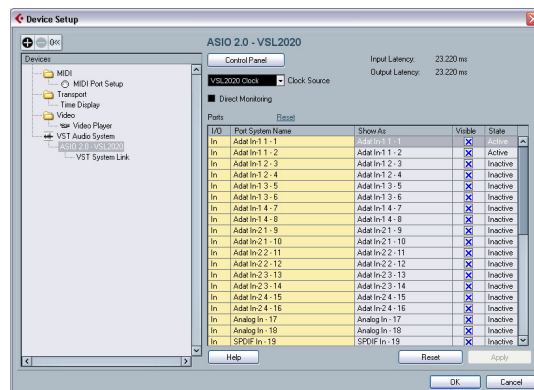 Device Setup
ASIO 2.0 - VSL2020
Devices
MIDI
MIDI Port Setup
Transport
Time Display
Video
Video Player
VST Audio System
ASIO 2.0 - VSL2020
VST System Link
Control Panel
Input Latency: 23.220 ms
Output Latency: 23.220 ms
VSL2020 Clock Clock Source
Direct Monitoring
Ports Reset
I/O Port System Name Show As Visible State
In Adat In-1 1 - 1 Adat In-1 1 - 1 Active
In Adat In-1 1 - 2 Adat In-1 1 - 2 Active
In Adat In-1 2 - 3 Adat In-1 2 - 3 Inactive
In Adat In-1 2 - 4 Adat In-1 2 - 4 Inactive
In Adat In-1 3 - 5 Adat In-1 3 - 5 Inactive
In Adat In-1 3 - 6 Adat In-1 3 - 6 Inactive
In Adat In-1 4 - 7 Adat In-1 4 - 7 Inactive
In Adat In-1 4 - 8 Adat In-1 4 - 8 Inactive
In Adat In-2 1 - 9 Adat In-2 1 - 9 Inactive
In Adat In-2 1 - 10 Adat In-2 1 - 10 Inactive
In Adat In-2 2 - 11 Adat In-2 2 - 11 Inactive
In Adat In-2 2 - 12 Adat In-2 2 - 12 Inactive
In Adat In-2 3 - 13 Adat In-2 3 - 13 Inactive
In Adat In-2 3 - 14 Adat In-2 3 - 14 Inactive
In Adat In-2 4 - 15 Adat In-2 4 - 15 Inactive
In Adat In-2 4 - 16 Adat In-2 4 - 16 Inactive
In Analog In - 17 Analog In - 17 Inactive
In Analog In - 18 Analog In - 18 Inactive
In SPDIF In - 19 SPDIF In - 19 Inactive
Help Reset Apply
OK Cancel